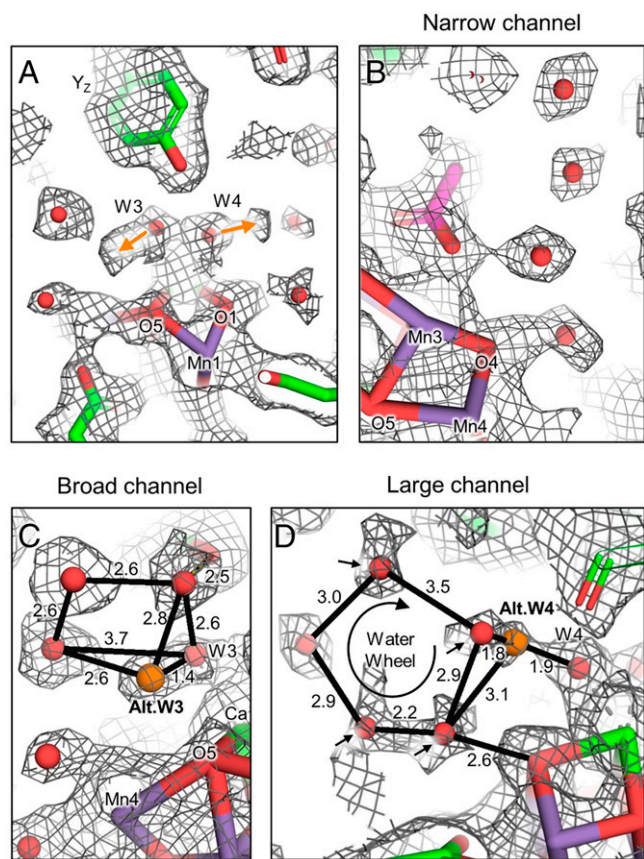 Narrow channel
A
Yz
W3
W4
O5
O1
Mn1
B
Mn3
O4
O5
Mn4
Broad channel
Large channel
C
2.6
2.5
2.6
2.8
2.6
3.7
W3
2.6
1.4
Alt.W3
Ca
O5
Mn4
D
3.5
3.0
Alt.W4
Water
Wheel
W4
1.8
1.9
2.9
3.1
2.9
2.2
2.6